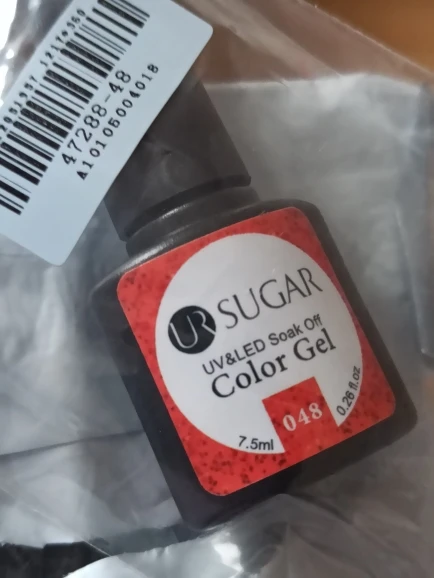 47288-48
A10105004018
UR SUGAR
UV&LED Soak Off
Color Gel
048
7.5ml
0.26 fl.oz